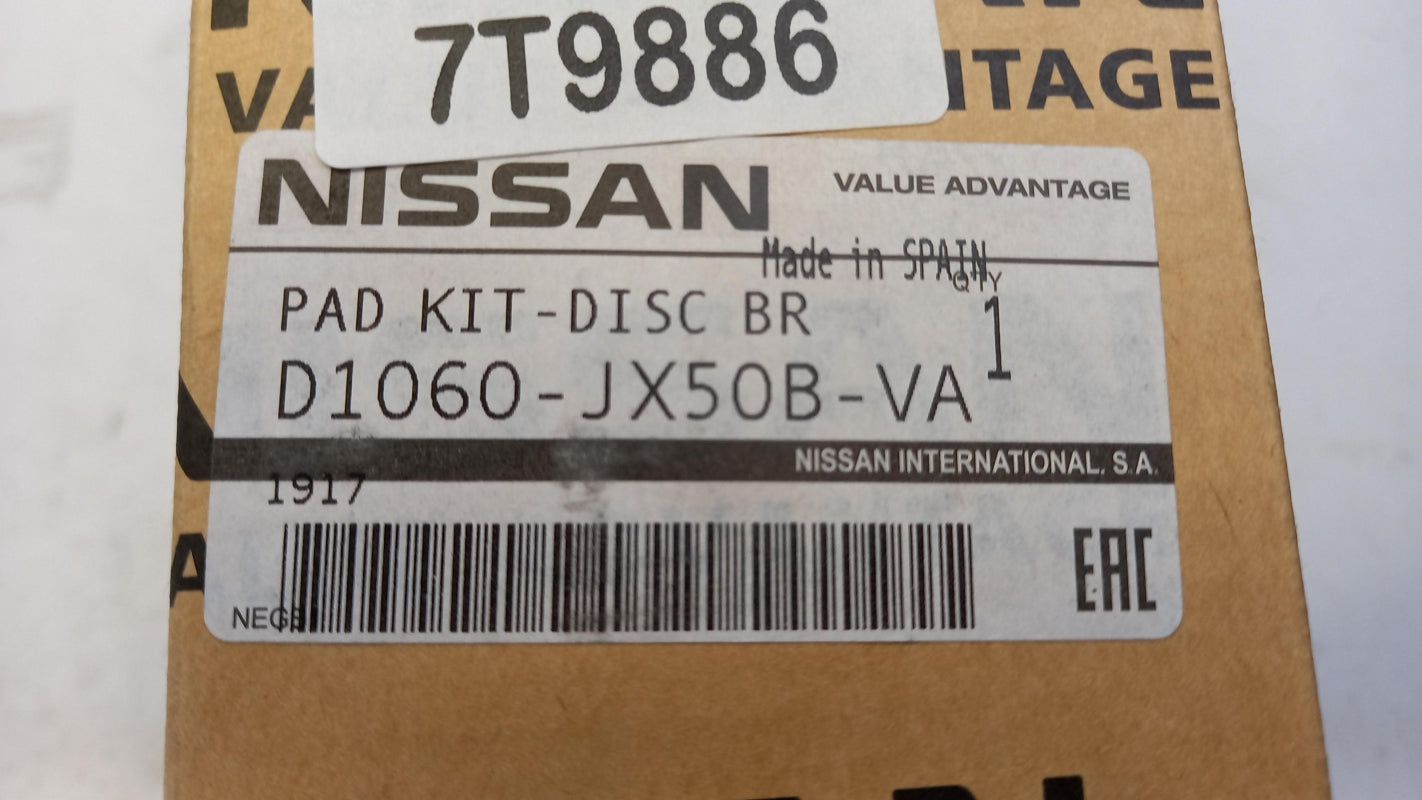 7T9886
NTAGE
NISSAN
VALUE ADVANTAGE
Made in SPAIN
QTY
PAD KIT-DISC BR
1
D1060-JX50B-VA
NISSAN INTERNATIONAL, S.A.
1917
EAC